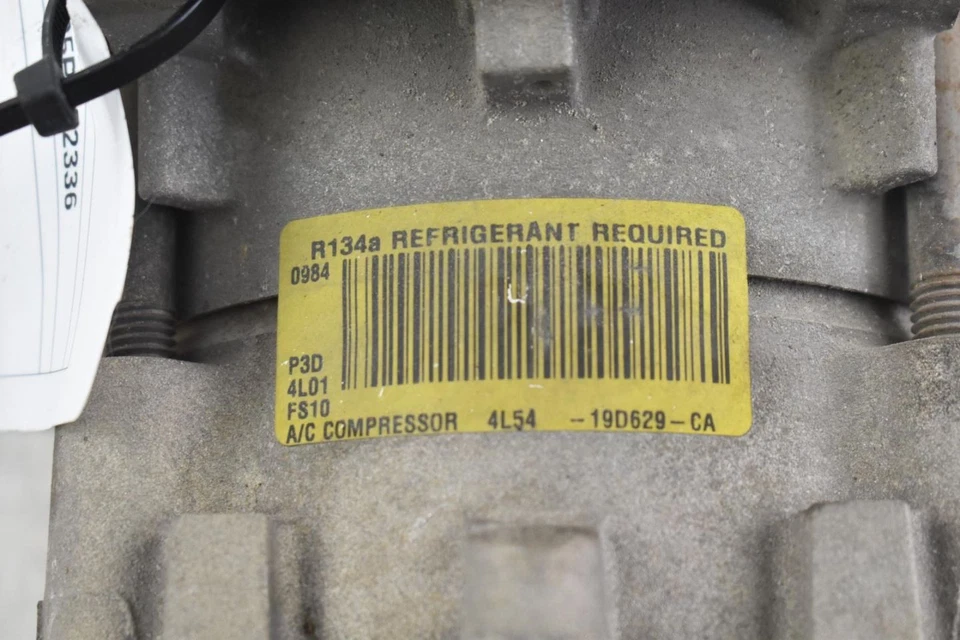 R134a REFRIGERANT REQUIRED
0984
P3D
4L01
FS10
A/C COMPRESSOR 4L54 -19D629-CA
2336